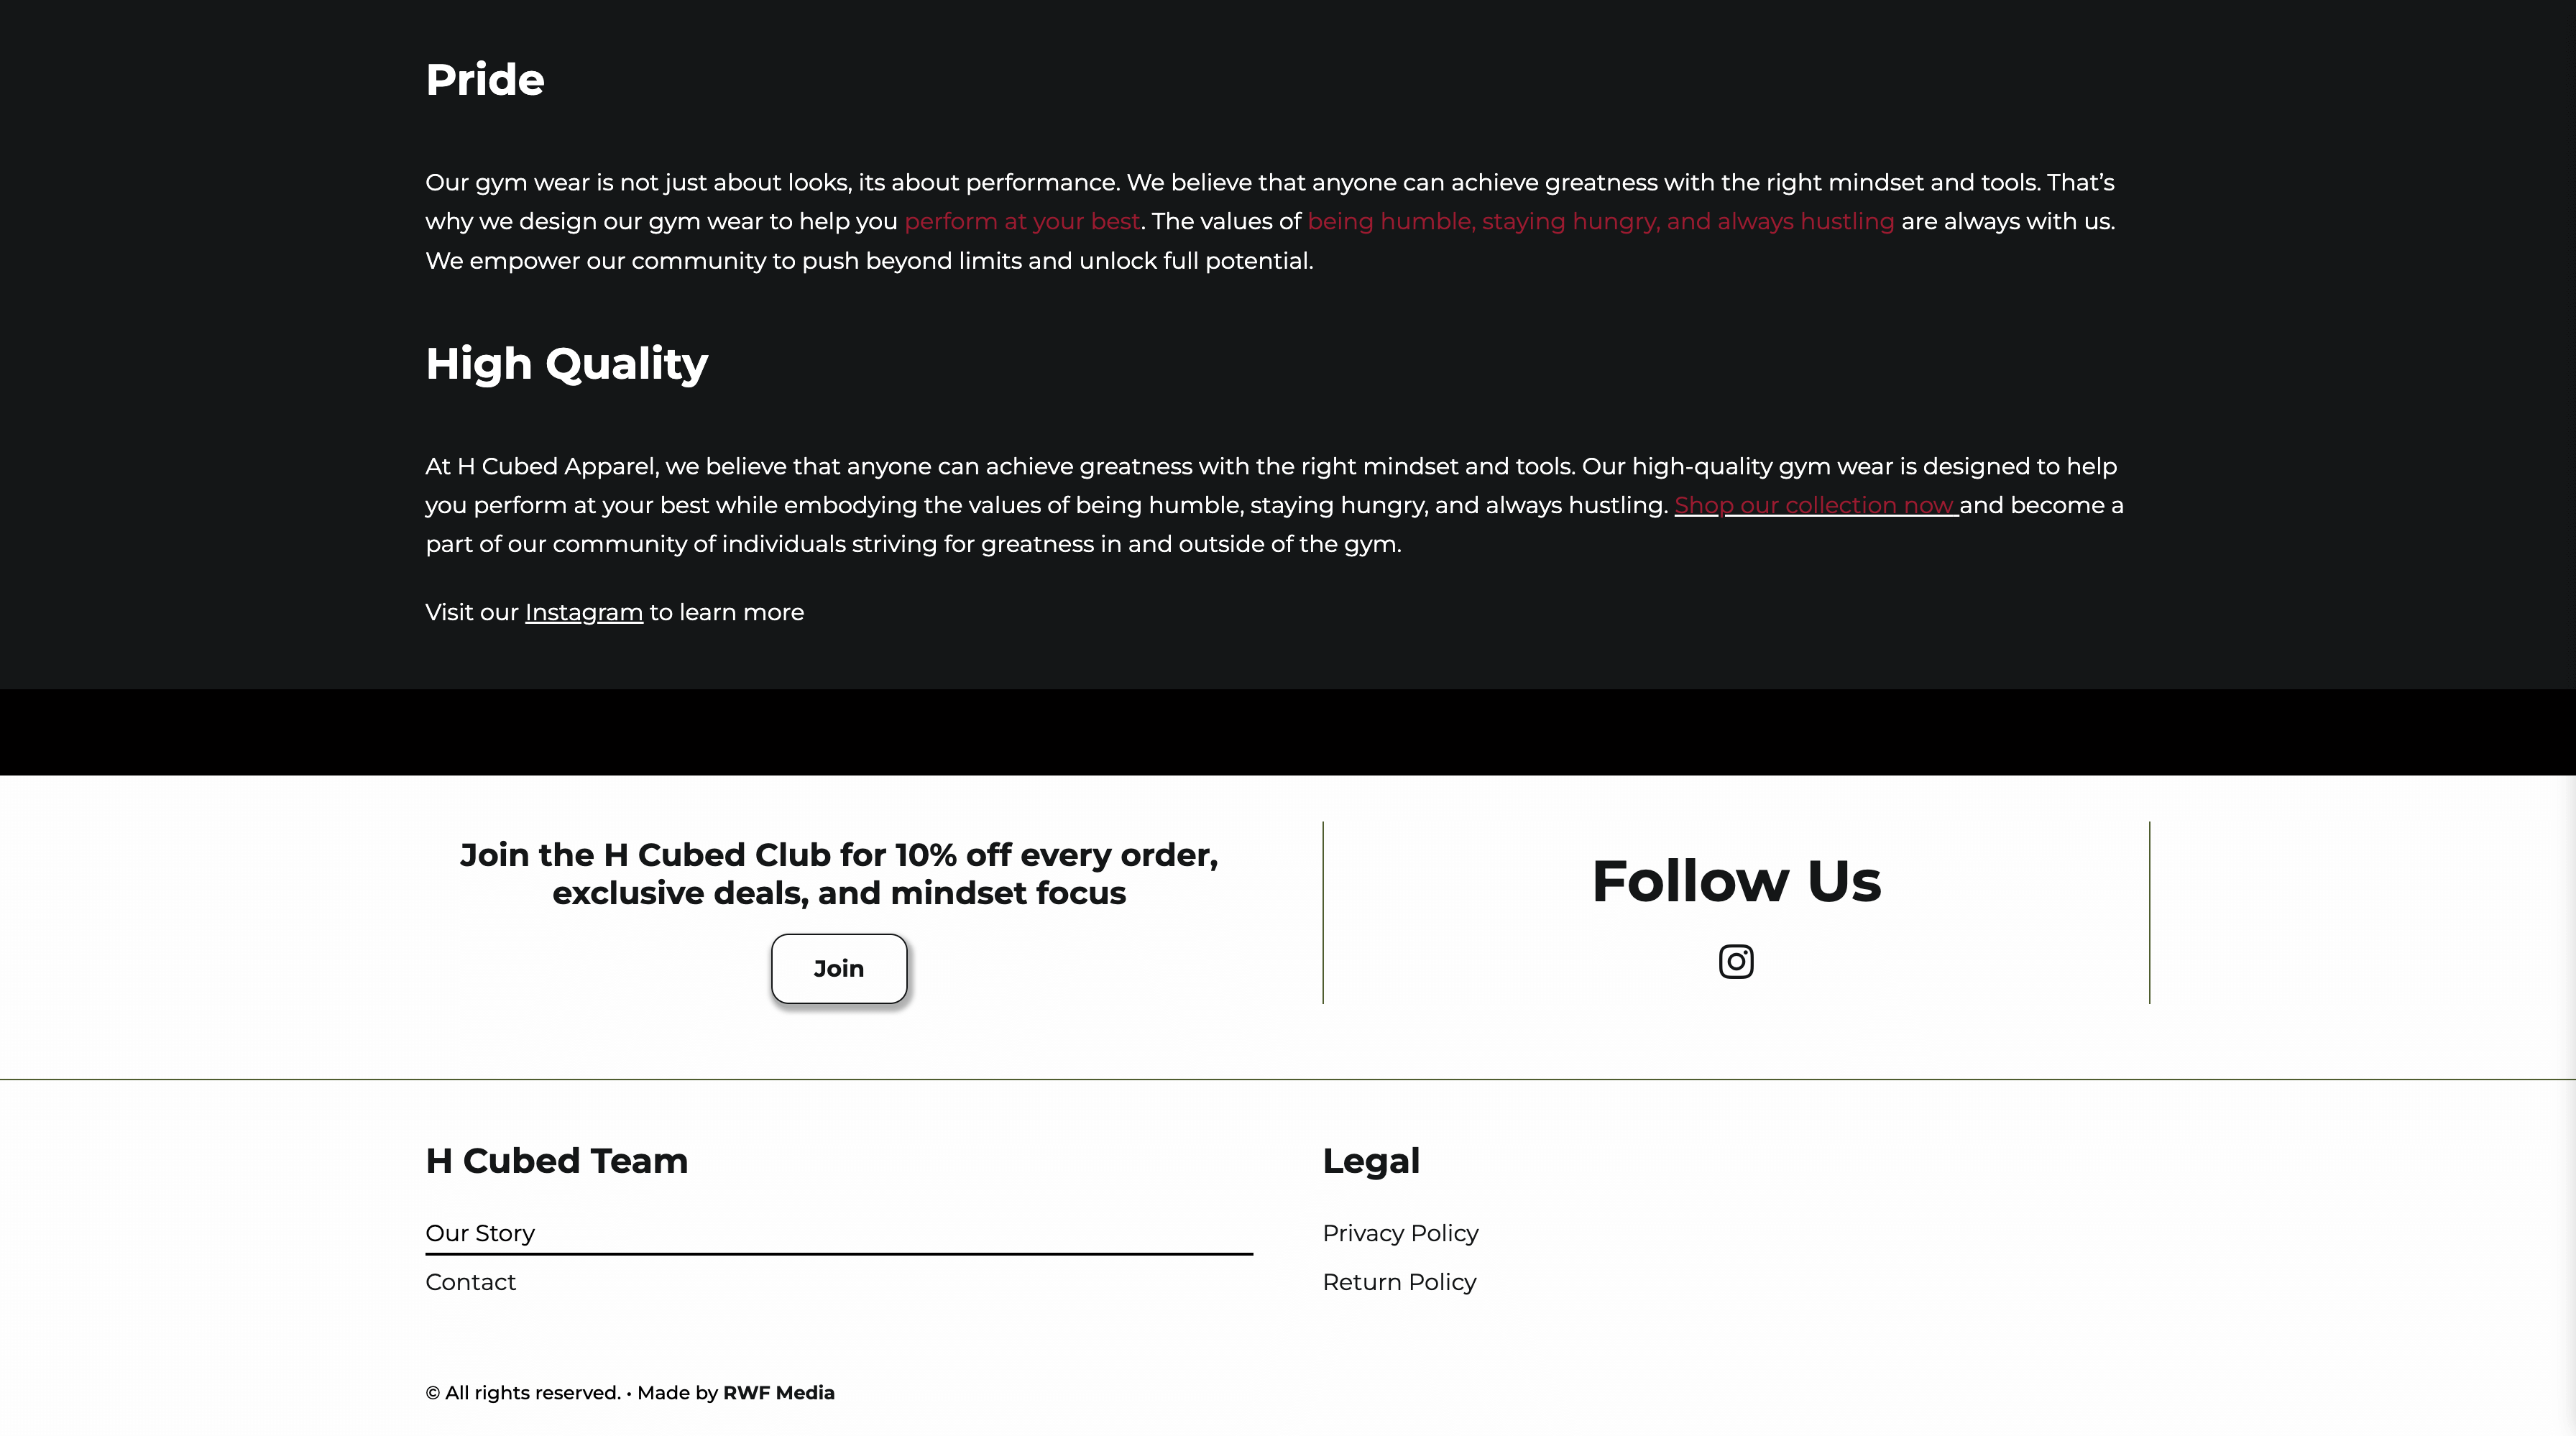 Pride
Our gym wear is not just about looks, its about performance. We believe that anyone can achieve greatness with the right mindset and tools. That’s
why we design our gym wear to help you perform at your best. The values of being humble, staying hungry, and always hustling are always with us.
We empower our community to push beyond limits and unlock full potential.
High Quality
At H Cubed Apparel, we believe that anyone can achieve greatness with the right mindset and tools. Our high-quality gym wear is designed to help
you perform at your best while embodying the values of being humble, staying hungry, and always hustling. Shop our collection now and become a
part of our community of individuals striving for greatness in and outside of the gym.
Visit our Instagram to learn more
Join the H Cubed Club for 10% off every order,
exclusive deals, and mindset focus
Join
Follow Us
H Cubed Team
Our Story
Contact
Legal
Privacy Policy
Return Policy
© All rights reserved. • Made by RWF Media